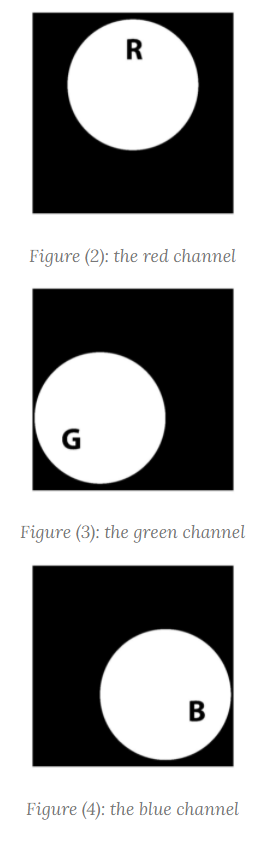 R
Figure (2): the red channel
G
Figure (3): the green channel
B
Figure (4): the blue channel